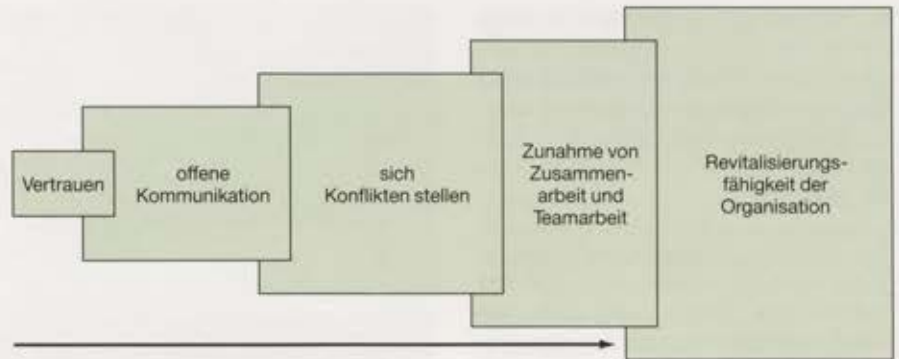 Vertrauen
offene
Kommunikation
sich
Konflikten stellen
Zunahme von
Zusammen-
arbeit und
Teamarbeit
Revitalisierungs-
fähigkeit der
Organisation